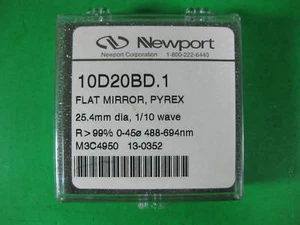 Newport
Newport Corporation 1-800-222-6440
10D20BD.1
FLAT MIRROR, PYREX
25.4mm dia, 1/10 wave
R > 99% 0-45ø 488-694nm
M3C4950 13-0352